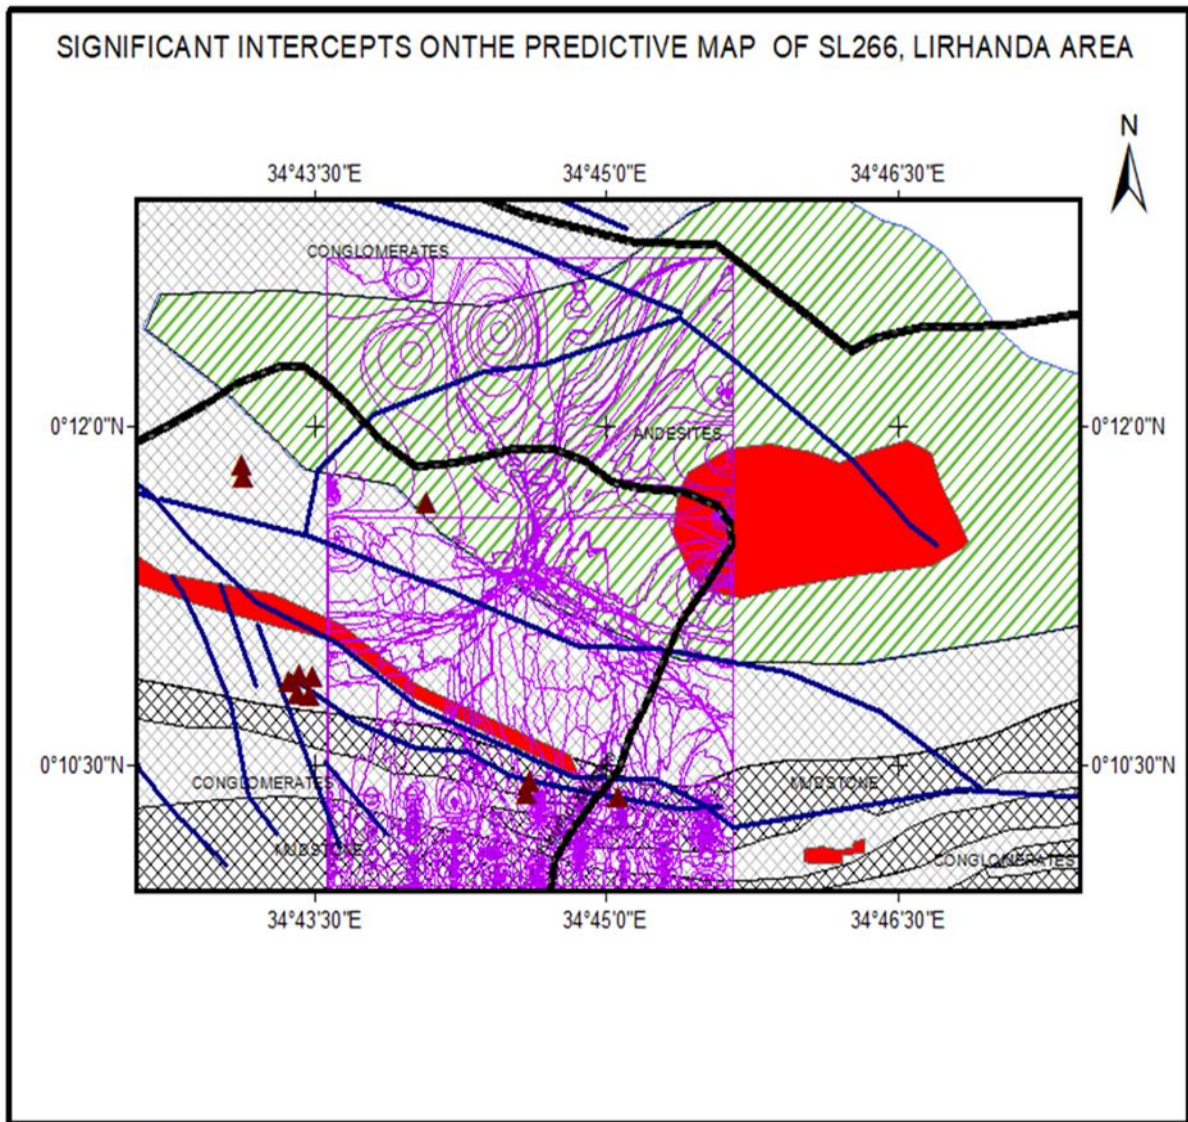 SIGNIFICANT INTERCEPTS ONTHE PREDICTIVE MAP OF SL266, LIRHANDA AREA
N
34°43'30"E 34°45'0"E 34°46'30"E
CONGLOMERATES
0°12'0"N 0°12'0"N
ANDESITES
0°10'30"N 0°10'30"N
CONGLOMERATES MUDSTONE
MUDSTONE
CONGLOMERATES
34°43'30"E 34°45'0"E 34°46'30"E